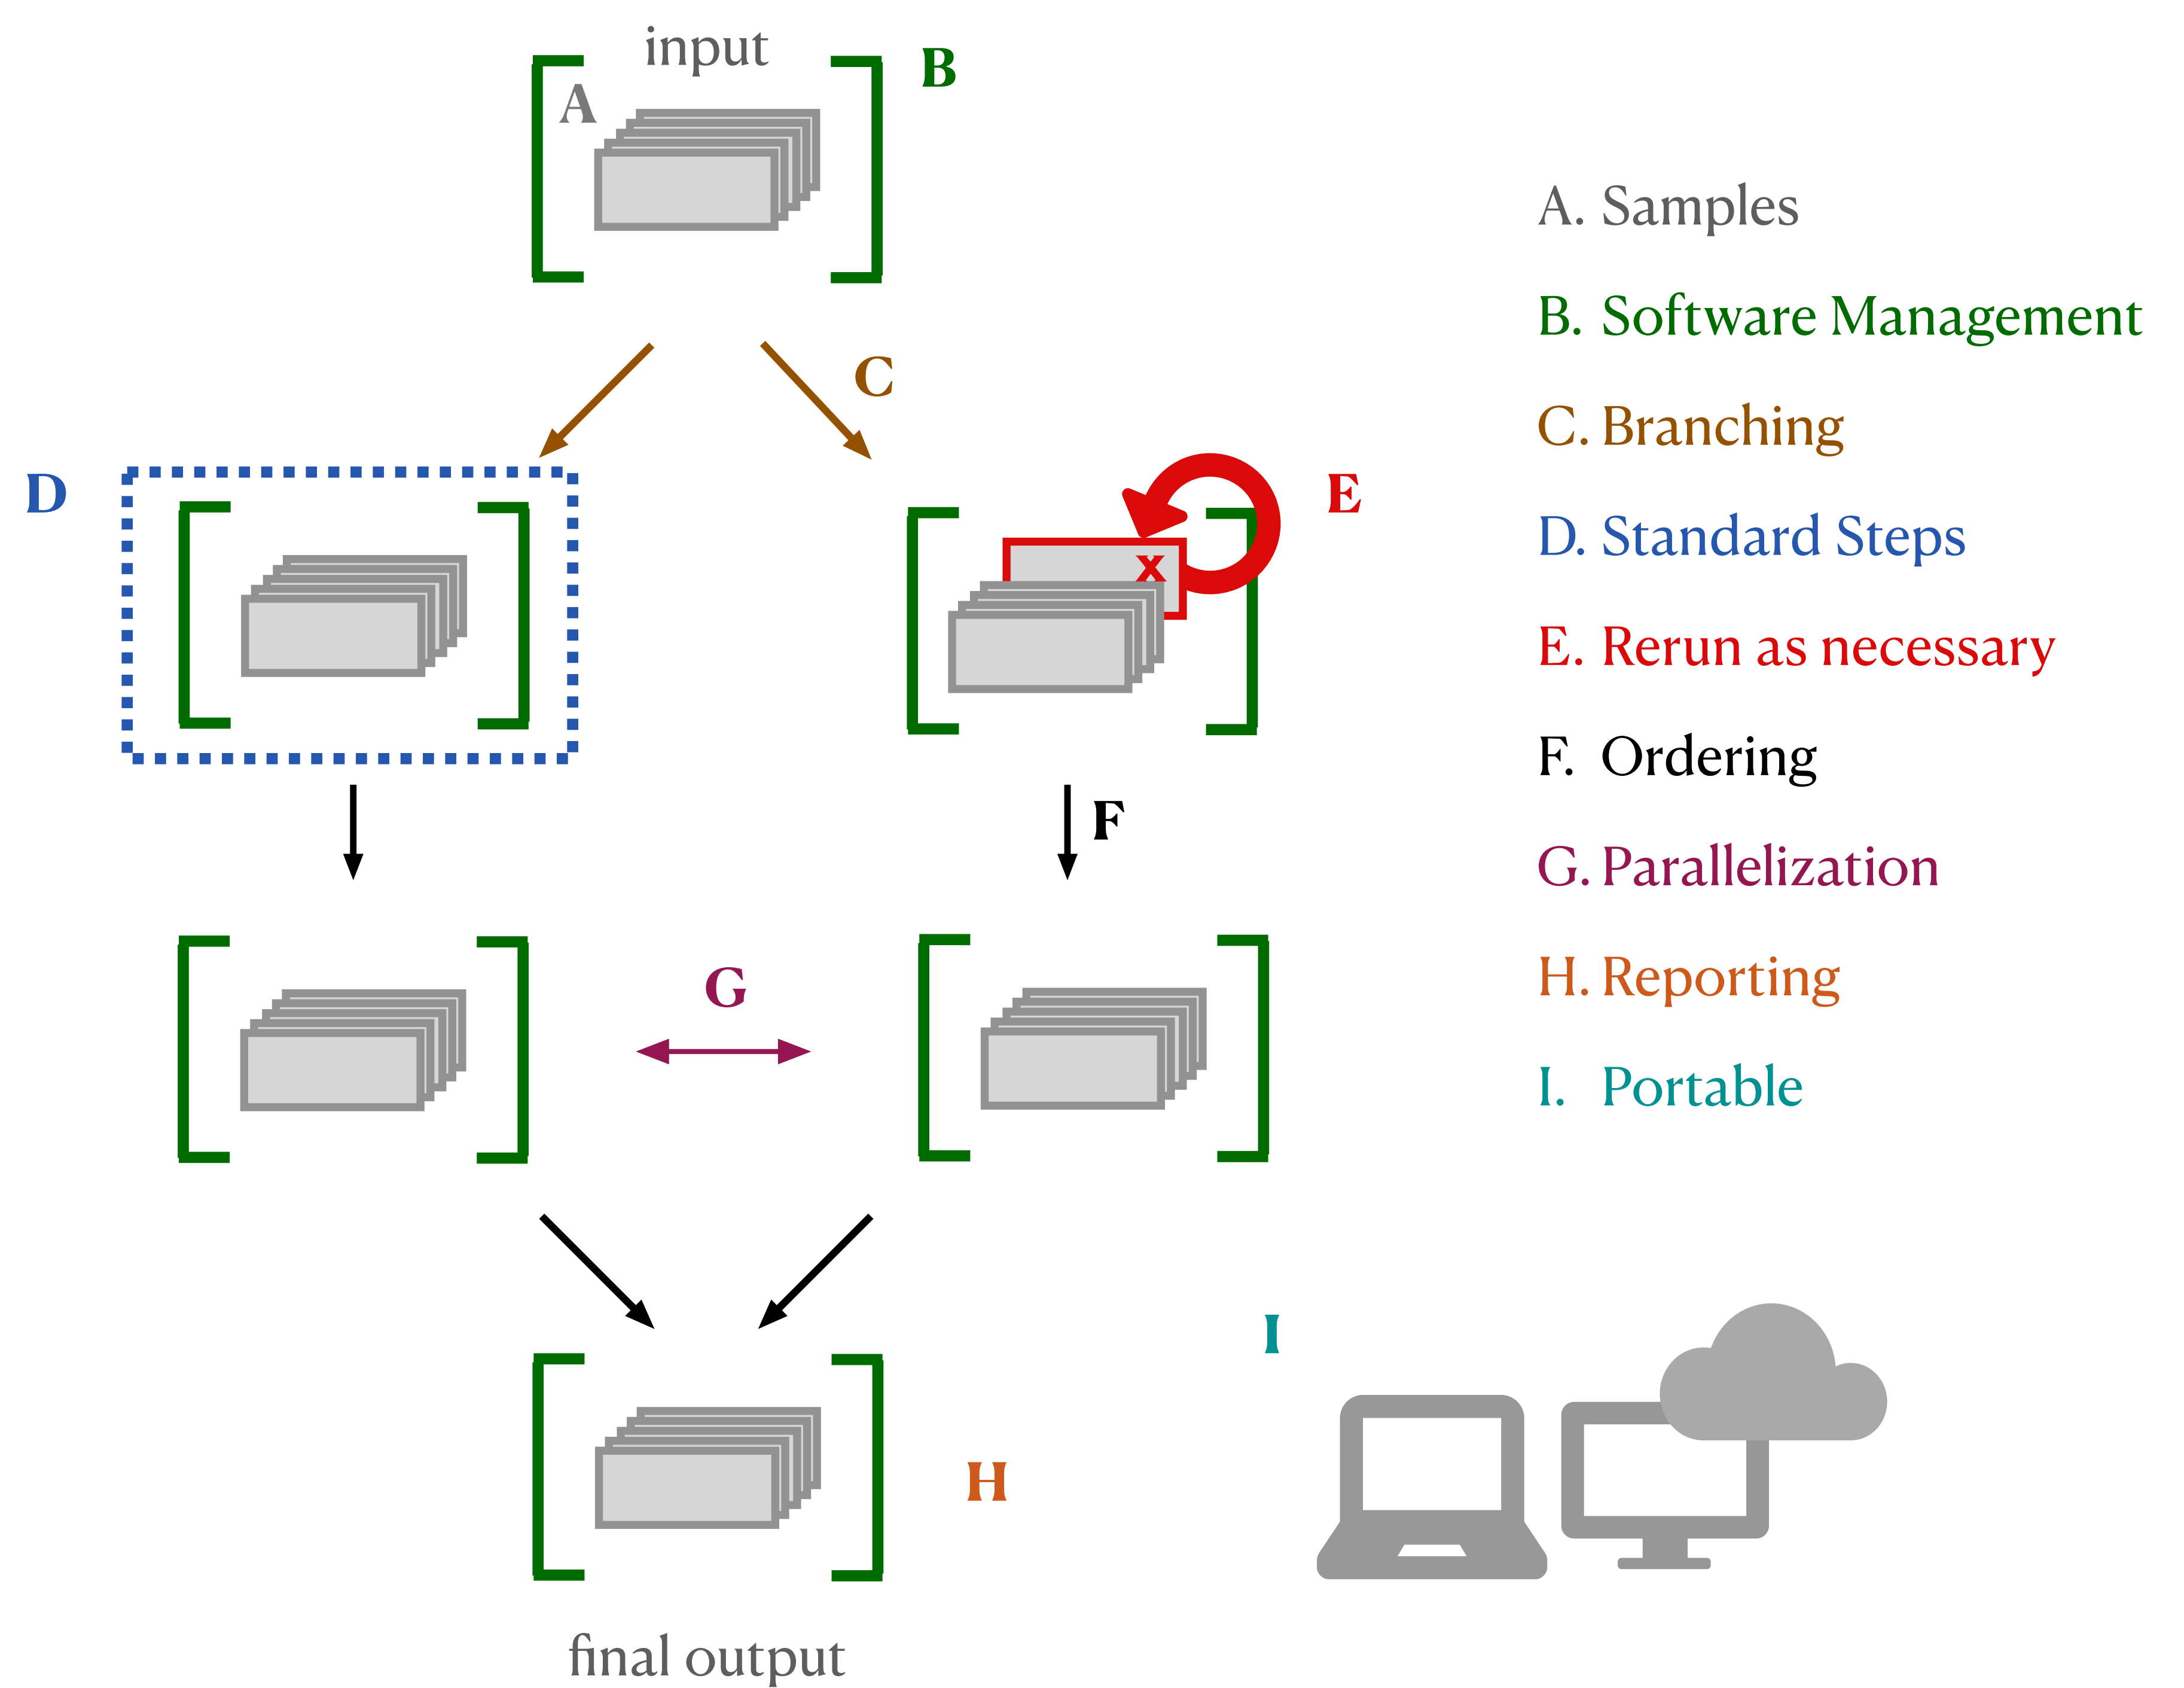 input
A
B
C
D
E
x
F
G
I
H
final output
A. Samples
B. Software Management
C. Branching
D. Standard Steps
E. Rerun as necessary
F. Ordering
G. Parallelization
H. Reporting
I. Portable